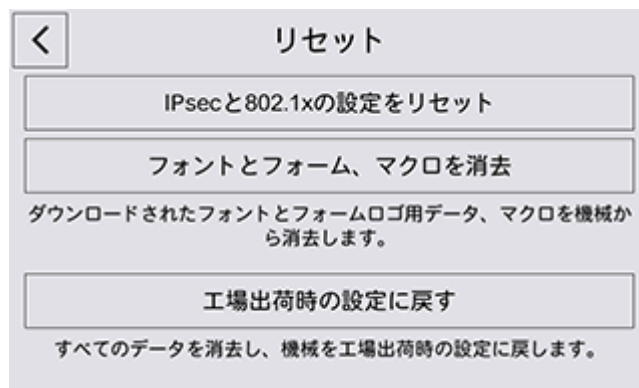 リセット
IPsecと802.1xの設定をリセット
フォントとフォーム、マクロを消去
ダウンロードされたフォントとフォームロゴ用データ、マクロを機械か
ら消去します。
工場出荷時の設定に戻す
すべてのデータを消去し、機械を工場出荷時の設定に戻します。